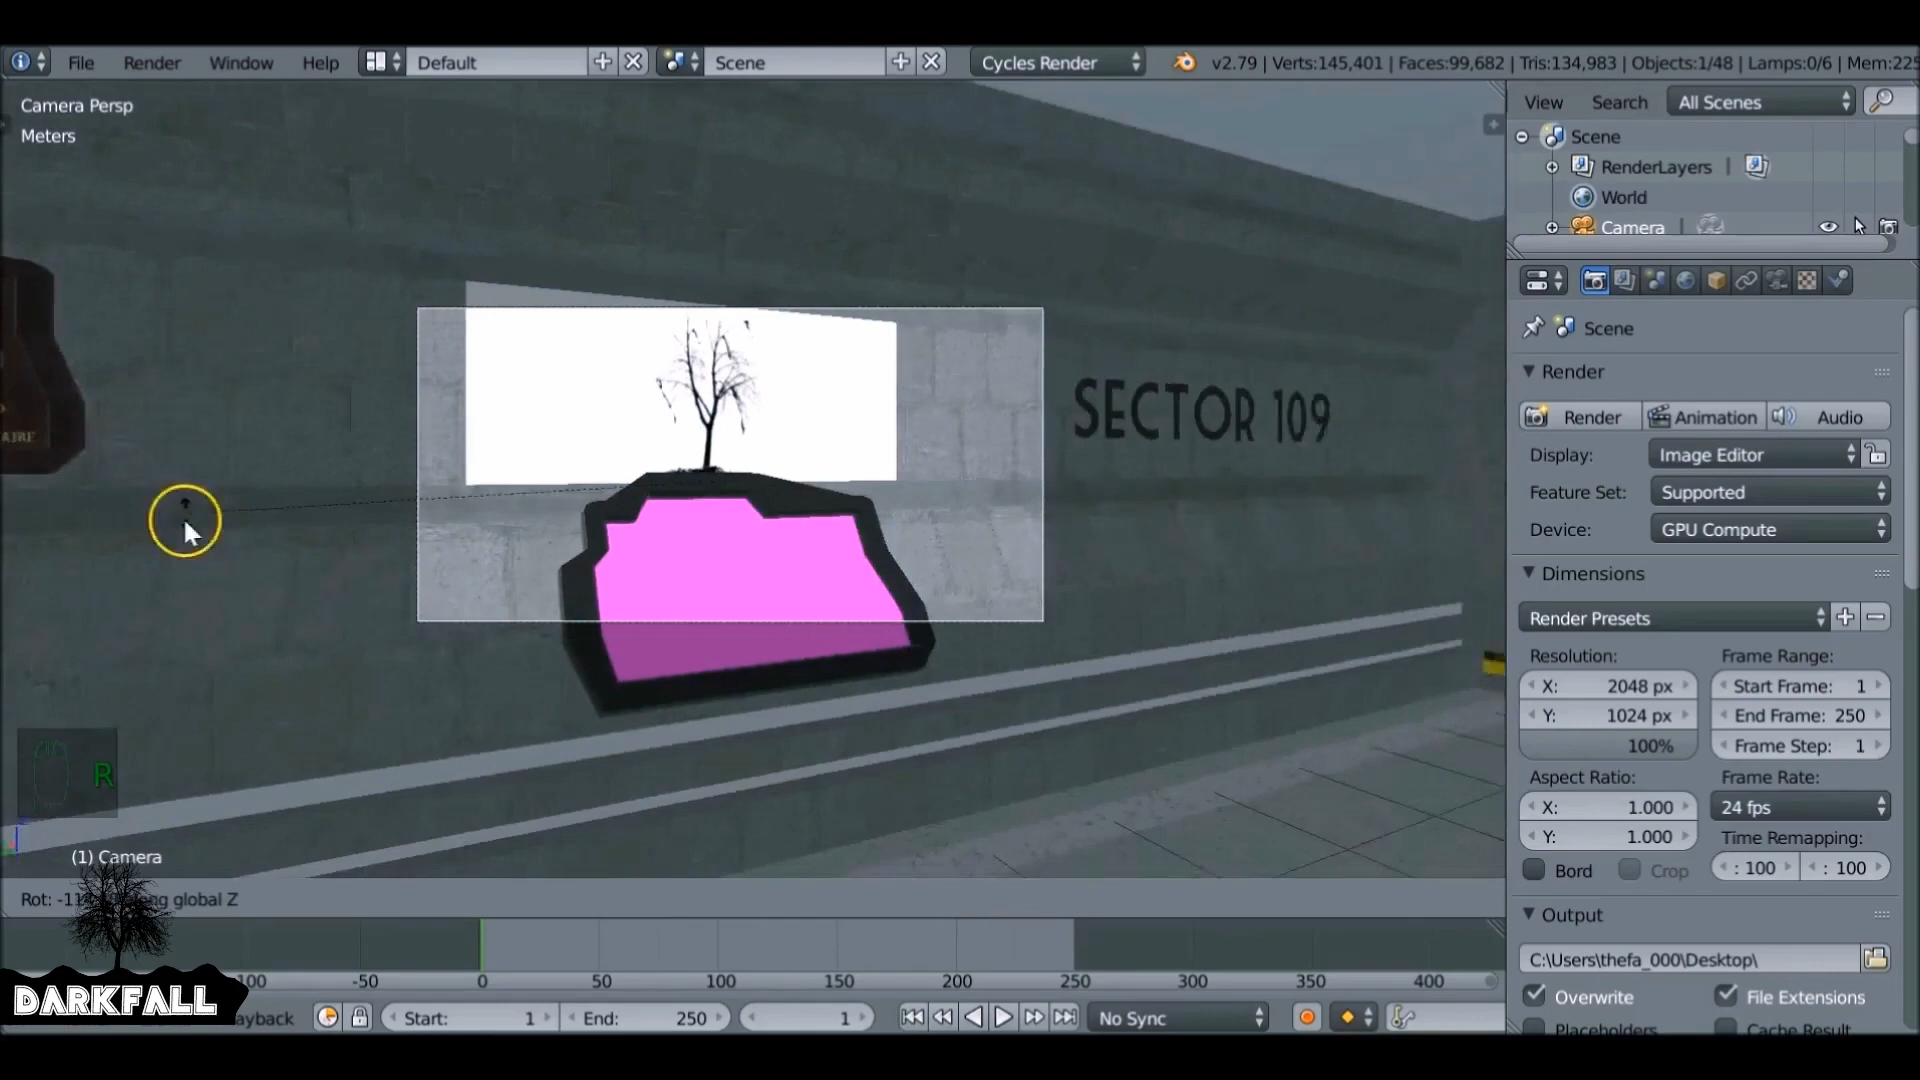 File Render Window Help Default Scene Cycles Render v2.79 | Verts:145,401 | Faces:99,682 | Tris:134,983 | Objects:1/48 | Lamps:0/6 | Mem:225
Camera Persp
Meters
View Search All Scenes
Scene
RenderLayers |
World
Camera |
Scene
Render
Render Animation Audio
Display: Image Editor
Feature Set: Supported
Device: GPU Compute
Dimensions
Render Presets
Resolution: Frame Range:
X: 2048 px Start Frame: 1
Y: 1024 px End Frame: 250
100% Frame Step: 1
Aspect Ratio: Frame Rate:
X: 1.000 24 fps
Y: 1.000 Time Remapping:
Bord Crop : 100 : 100
Output
C:\Users\thefa_000\Desktop\
Overwrite File Extensions
Placeholders Cache Result
SECTOR 109
AIRE
R
(1) Camera
Rot: global Z
-50 0 50 100 150 200 250 300 350 400
DARKFALL
Start: 1 End: 250 1 No Sync